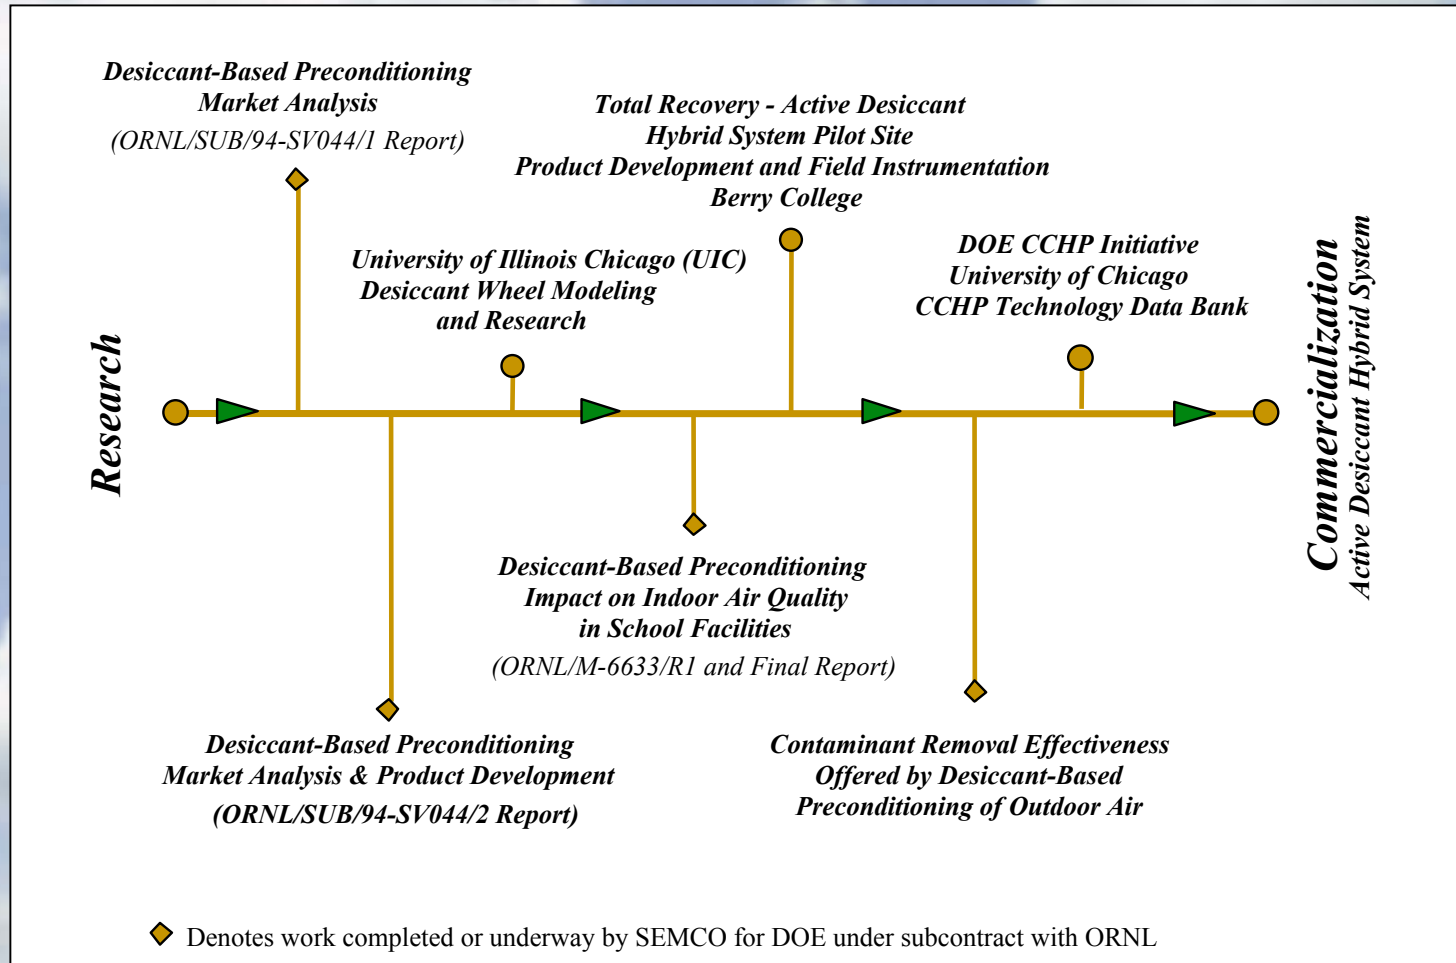 Desiccant-Based Preconditioning
Market Analysis
(ORNL/SUB/94-SV044/1 Report)
Total Recovery - Active Desiccant
Hybrid System Pilot Site
Product Development and Field Instrumentation
Berry College
University of Illinois Chicago (UIC)
Desiccant Wheel Modeling
and Research
DOE CCHP Initiative
University of Chicago
CCHP Technology Data Bank
Research
Commercialization
Active Desiccant Hybrid System
Desiccant-Based Preconditioning
Impact on Indoor Air Quality
in School Facilities
(ORNL/M-6633/R1 and Final Report)
Desiccant-Based Preconditioning
Market Analysis & Product Development
(ORNL/SUB/94-SV044/2 Report)
Contaminant Removal Effectiveness
Offered by Desiccant-Based
Preconditioning of Outdoor Air
Denotes work completed or underway by SEMCO for DOE under subcontract with ORNL